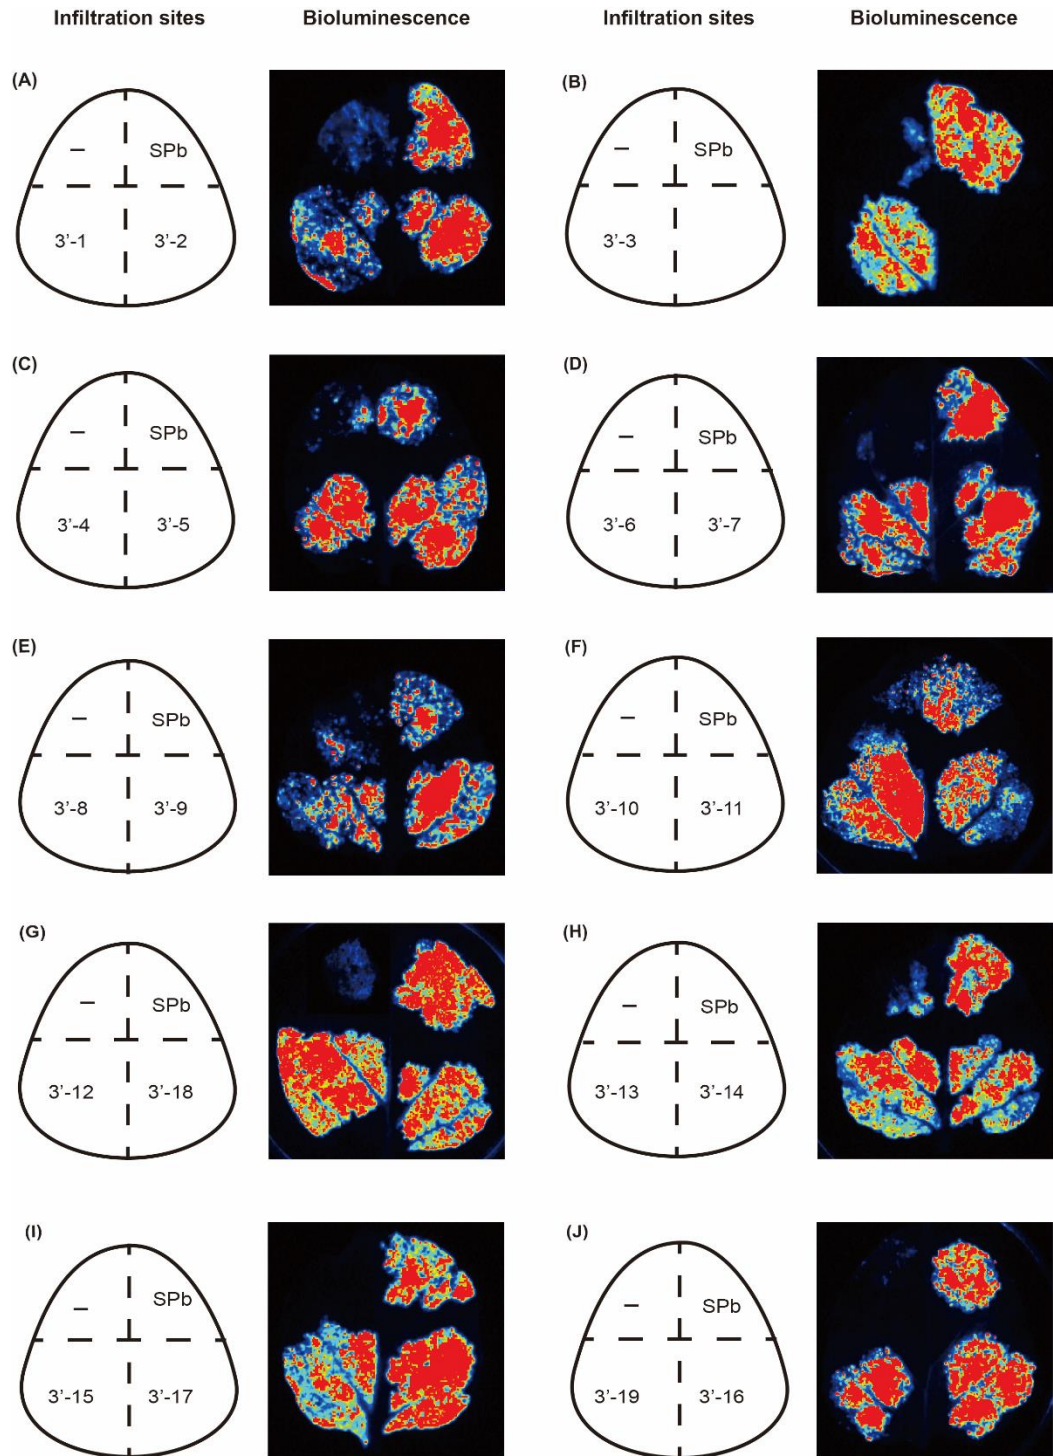 Infiltration sites Bioluminescence Infiltration sites Bioluminescence
(A) (B)
– SPb – SPb
3’-1 3’-2 3’-3
(C) (D)
– SPb – SPb
3’-4 3’-5 3’-6 3’-7
(E) (F)
– SPb – SPb
3’-8 3’-9 3’-10 3’-11
(G) (H)
– SPb – SPb
3’-12 3’-18 3’-13 3’-14
(I) (J)
– SPb – SPb
3’-15 3’-17 3’-19 3’-16